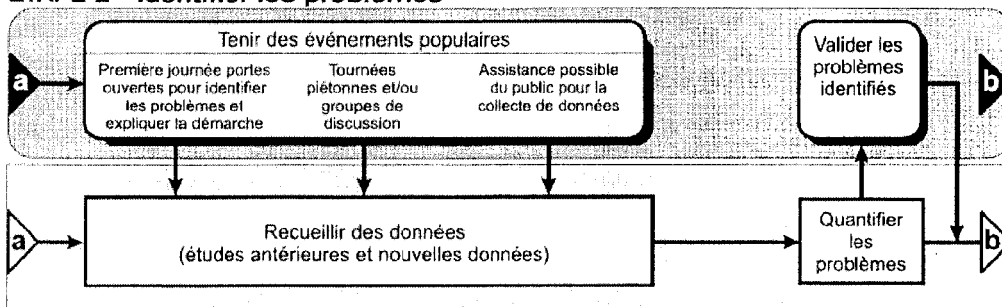 Tenir des événements populaires
Première journée portes
ouvertes pour identifier
les problèmes et
expliquer la démarche
Tournées
piétonnes et/ou
groupes de
discussion
Assistance possible
du public pour la
collecte de données
Valider les
problèmes
identifiés
a
b
a
Recueillir des données
(études antérieures et nouvelles données)
Quantifier
les
problèmes
b